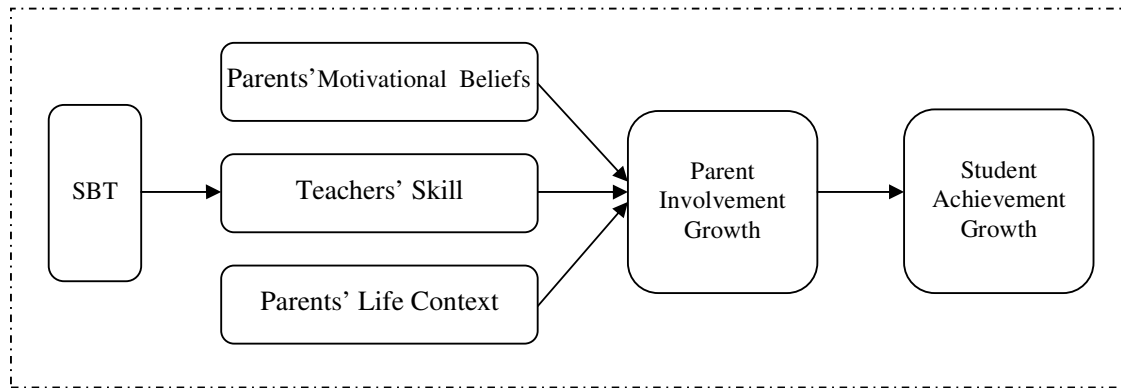 Parents’Motivational Beliefs
SBT
Teachers’ Skill
Parents’ Life Context
Parent
Involvement
Growth
Student
Achievement
Growth